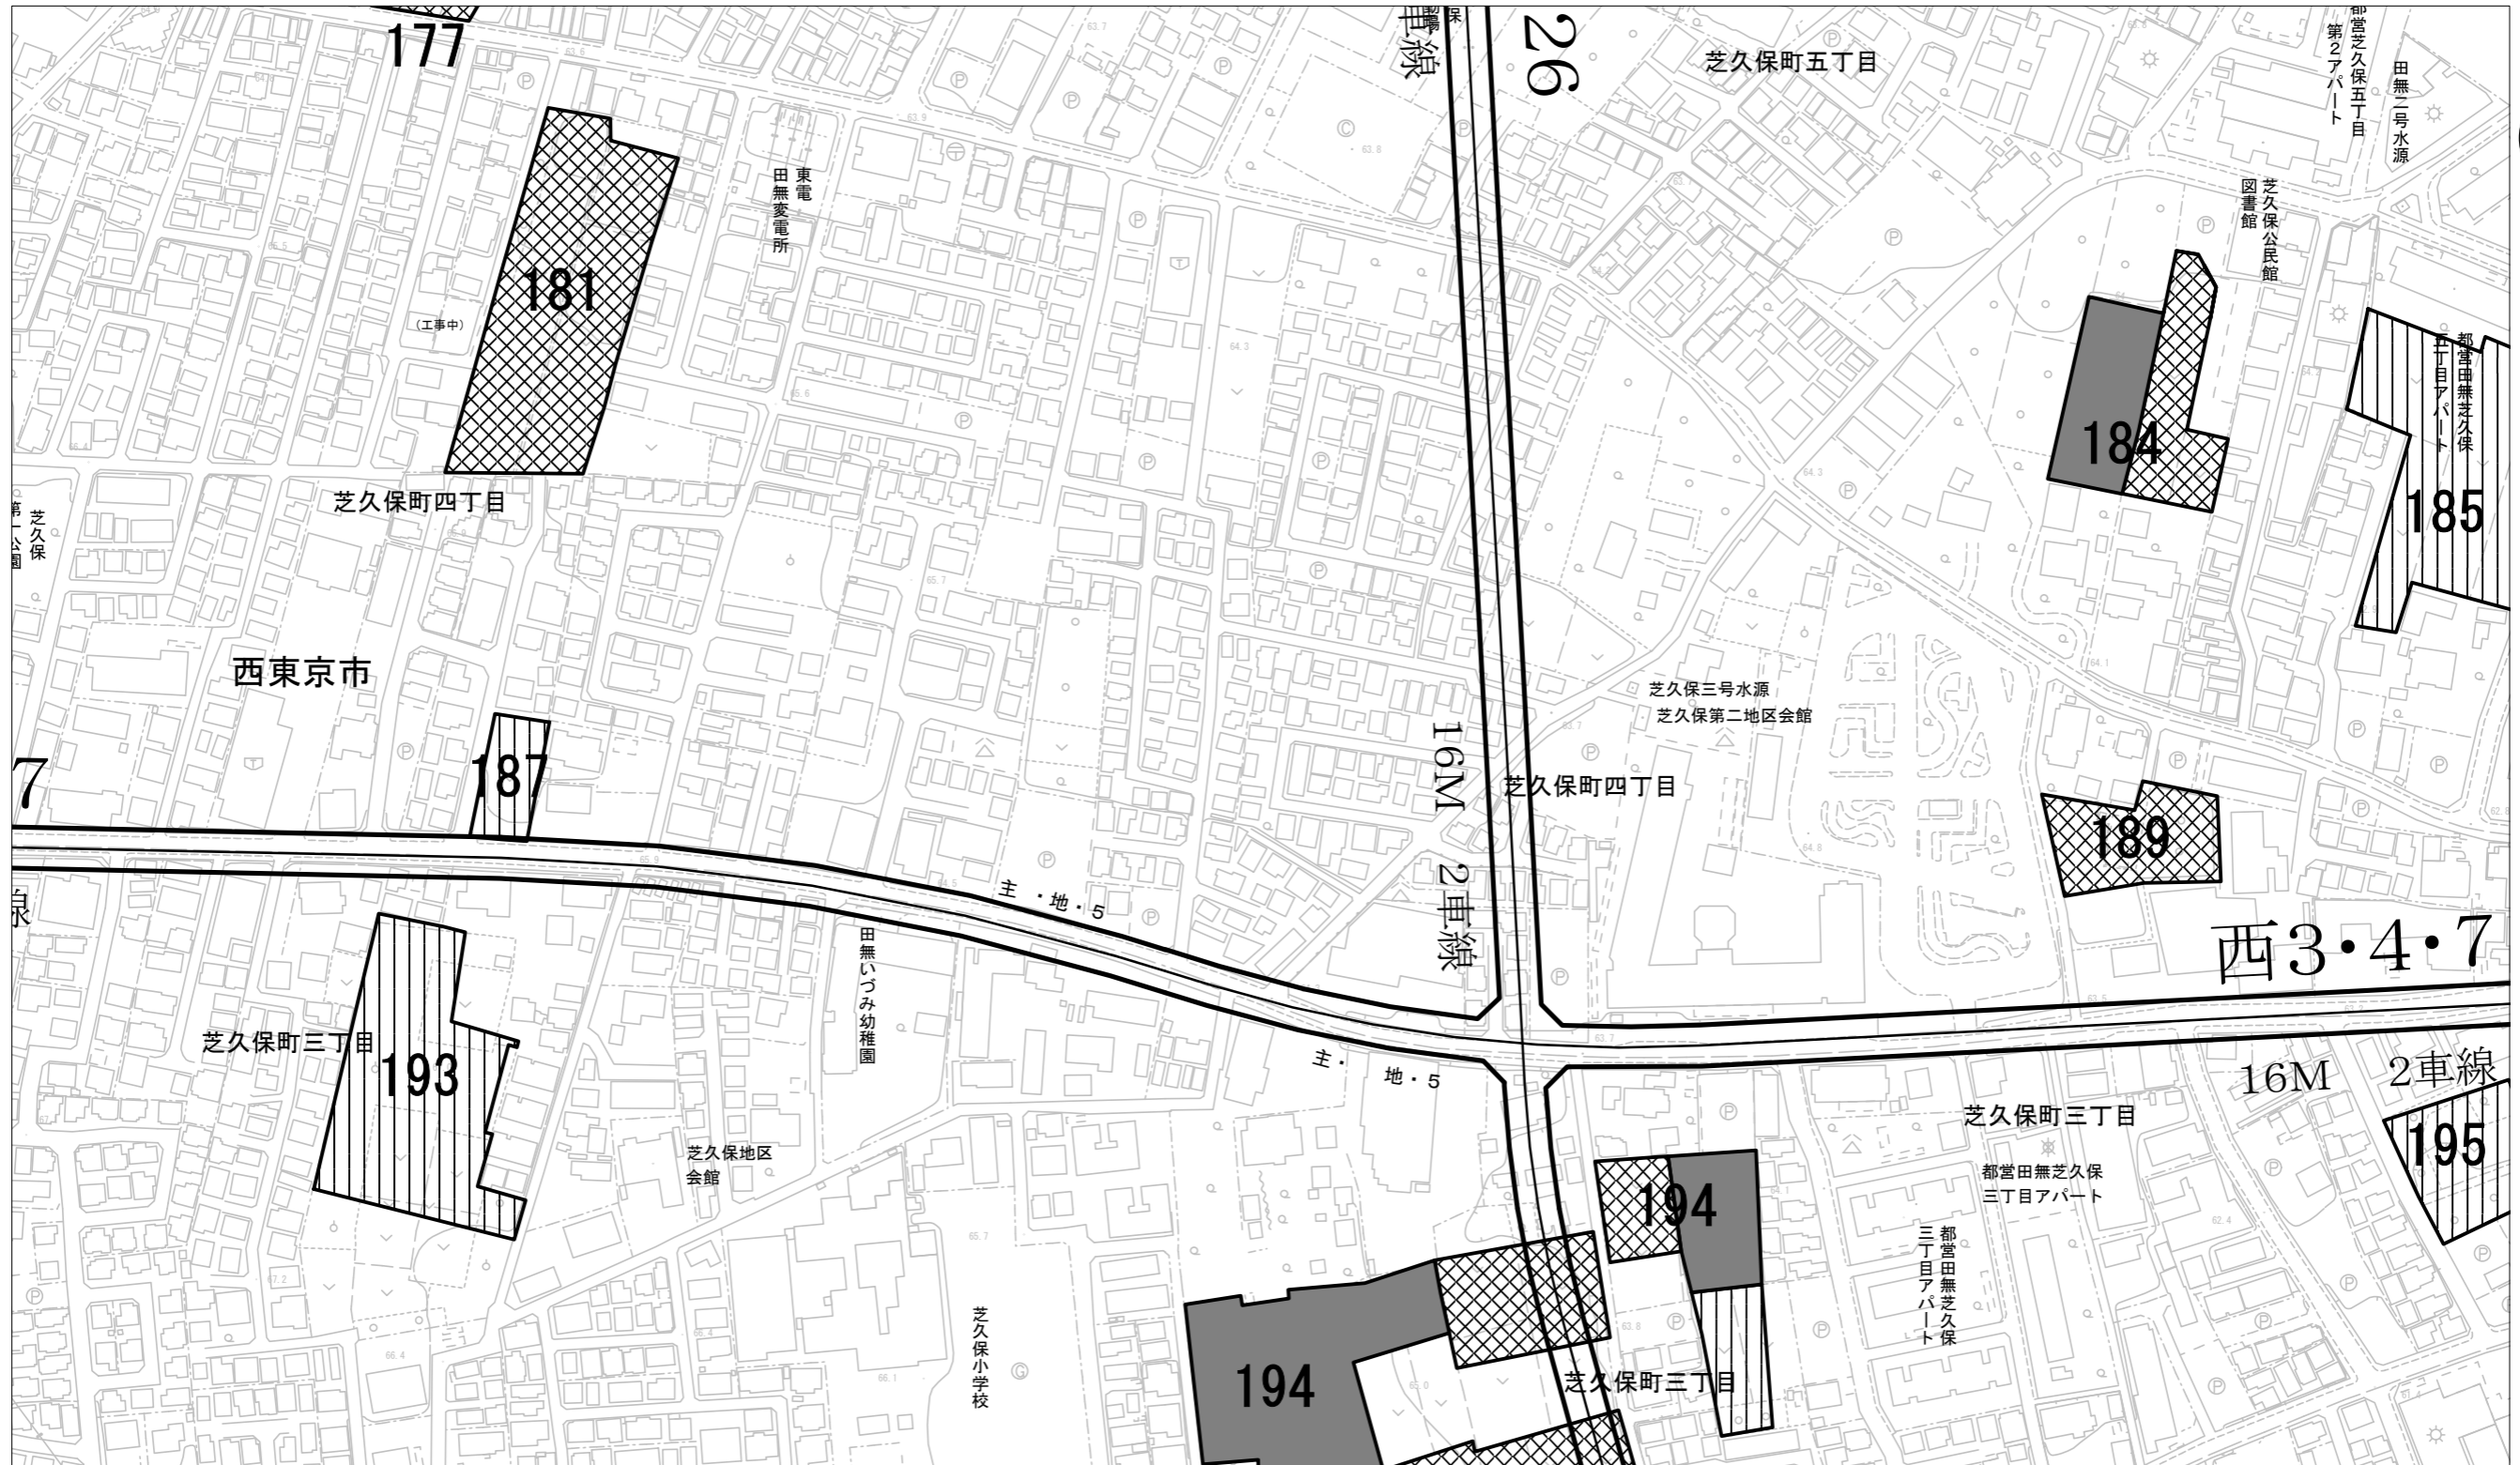 177
26
車線
芝久保町五丁目
都営芝久保五丁目
第2アパート
田無二号水源
東電
田無変電所
芝久保公民館
図書館
181
(工事中)
184
都営田無芝久保
五丁目アパート
185
芝久保町四丁目
芝久保
第一公園
西東京市
芝久保三号水源
芝久保第二地区会館
187
7
16M 2車線
芝久保町四丁目
189
線
主・地・5
西3・4・7
田無いづみ幼稚園
芝久保町三丁目
193
主・地・5
16M 2車線
芝久保町三丁目
195
芝久保地区
会館
都営田無芝久保
三丁目アパート
194
都営田無芝久保
三丁目アパート
芝久保小学校
194
芝久保町三丁目